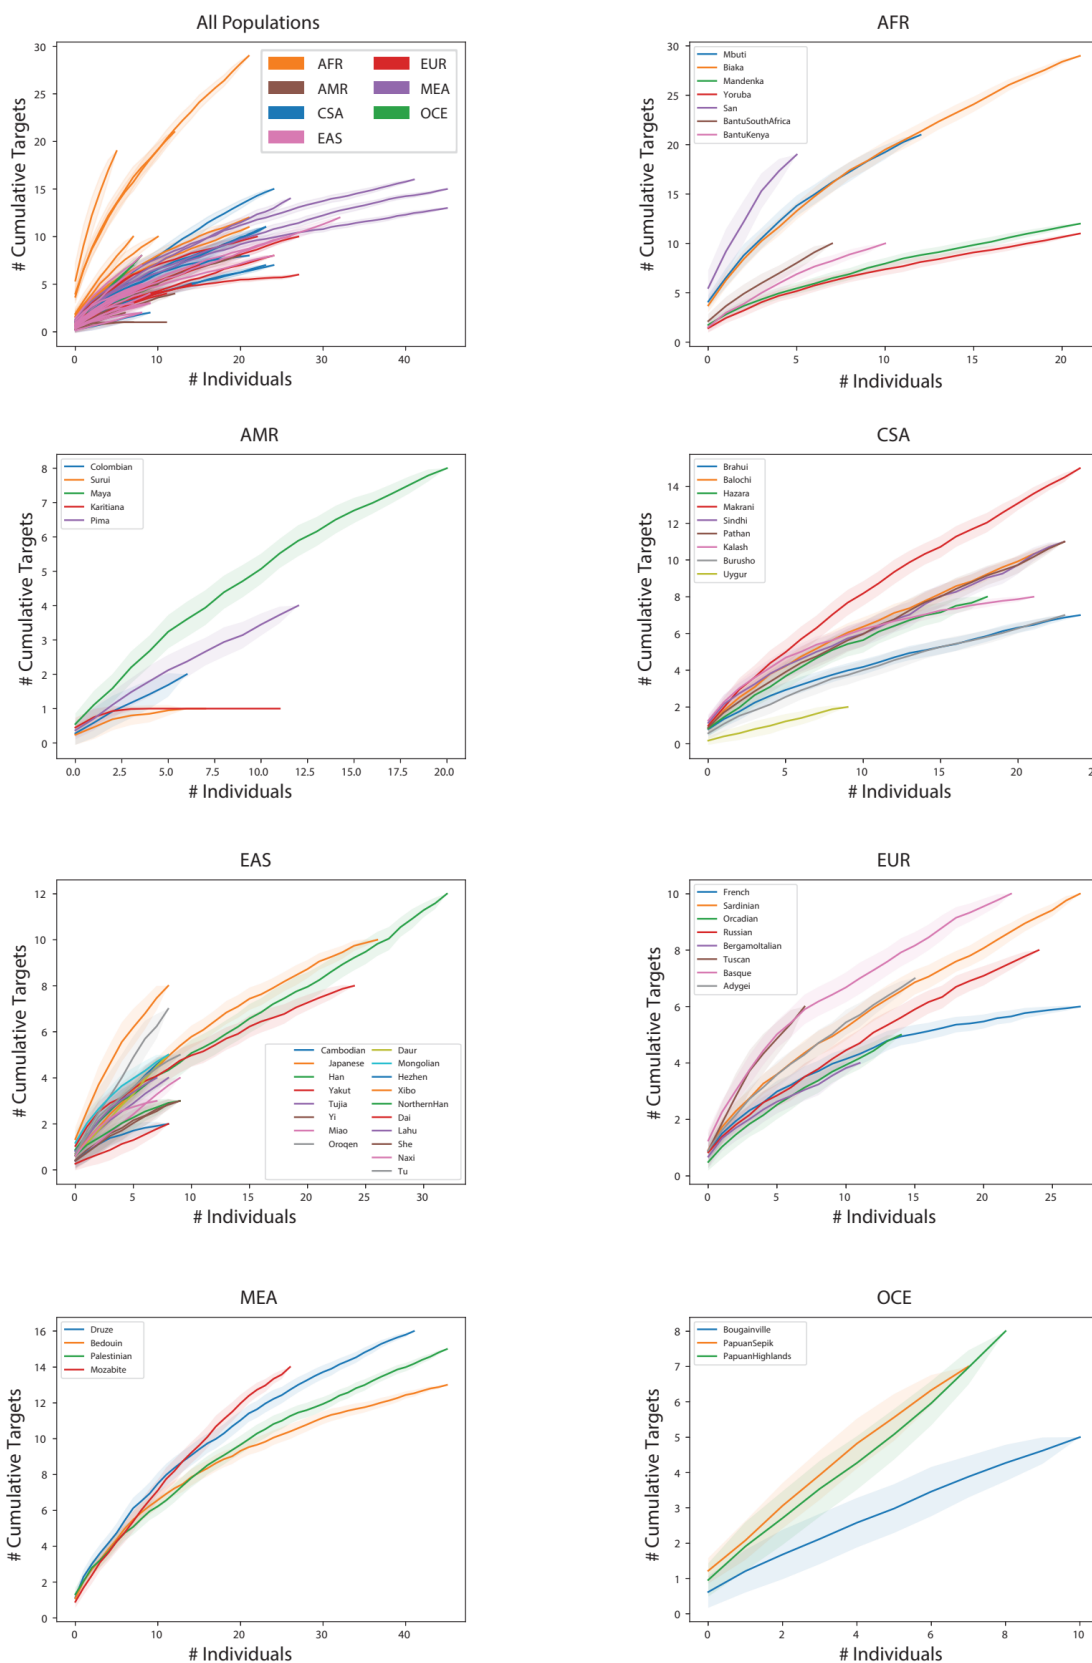 All Populations
# Cumulative Targets
30
25
20
15
10
5
0
AFR
AMR
CSA
EAS
EUR
MEA
OCE
0 10 20 30 40
# Individuals
AFR
# Cumulative Targets
30
25
20
15
10
5
0
Mbuti
Biaka
Mandenka
Yoruba
San
BantuSouthAfrica
BantuKenya
0 5 10 15 20
# Individuals
AMR
# Cumulative Targets
8
7
6
5
4
3
2
1
0
Colombian
Surui
Maya
Karitiana
Pima
0.0 2.5 5.0 7.5 10.0 12.5 15.0 17.5 20.0
# Individuals
CSA
# Cumulative Targets
14
12
10
8
6
4
2
0
Brahui
Balochi
Hazara
Makrani
Sindhi
Pathan
Kalash
Burusho
Uygur
0 5 10 15 20
# Individuals
EAS
# Cumulative Targets
12
10
8
6
4
2
0
Cambodian
Japanese
Han
Yakut
Tujia
Yi
Miao
Oroqen
Daur
Mongolian
Hezhen
Xibo
NorthernHan
Dai
Lahu
She
Naxi
Tu
0 5 10 15 20 25 30
# Individuals
EUR
# Cumulative Targets
10
8
6
4
2
0
French
Sardinian
Orcadian
Russian
BergamoItalian
Tuscan
Basque
Adygei
0 5 10 15 20 25
# Individuals
MEA
# Cumulative Targets
16
14
12
10
8
6
4
2
0
Druze
Bedouin
Palestinian
Mozabite
0 10 20 30 40
# Individuals
OCE
# Cumulative Targets
8
7
6
5
4
3
2
1
0
Bougainville
PapuanSepik
PapuanHighlands
0 2 4 6 8 10
# Individuals